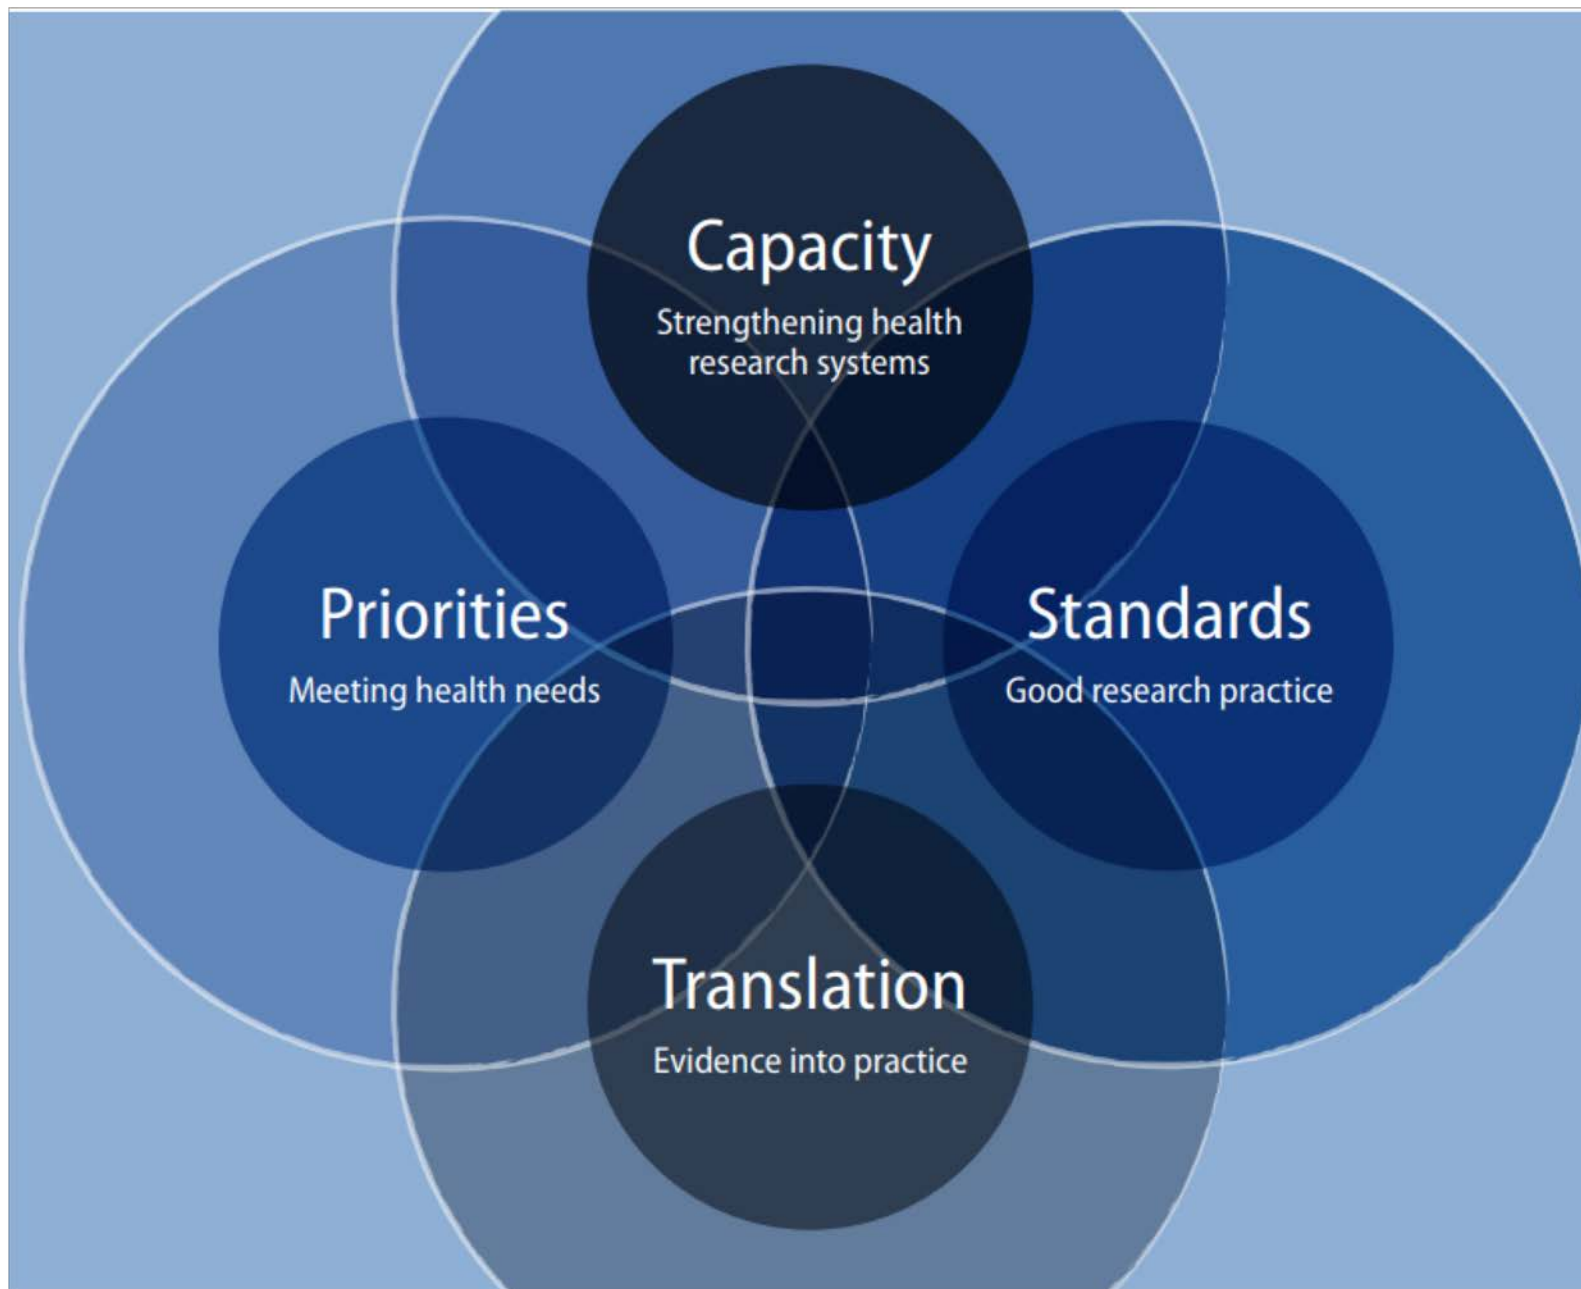 Capacity
Strengthening health
research systems
Priorities
Meeting health needs
Standards
Good research practice
Translation
Evidence into practice